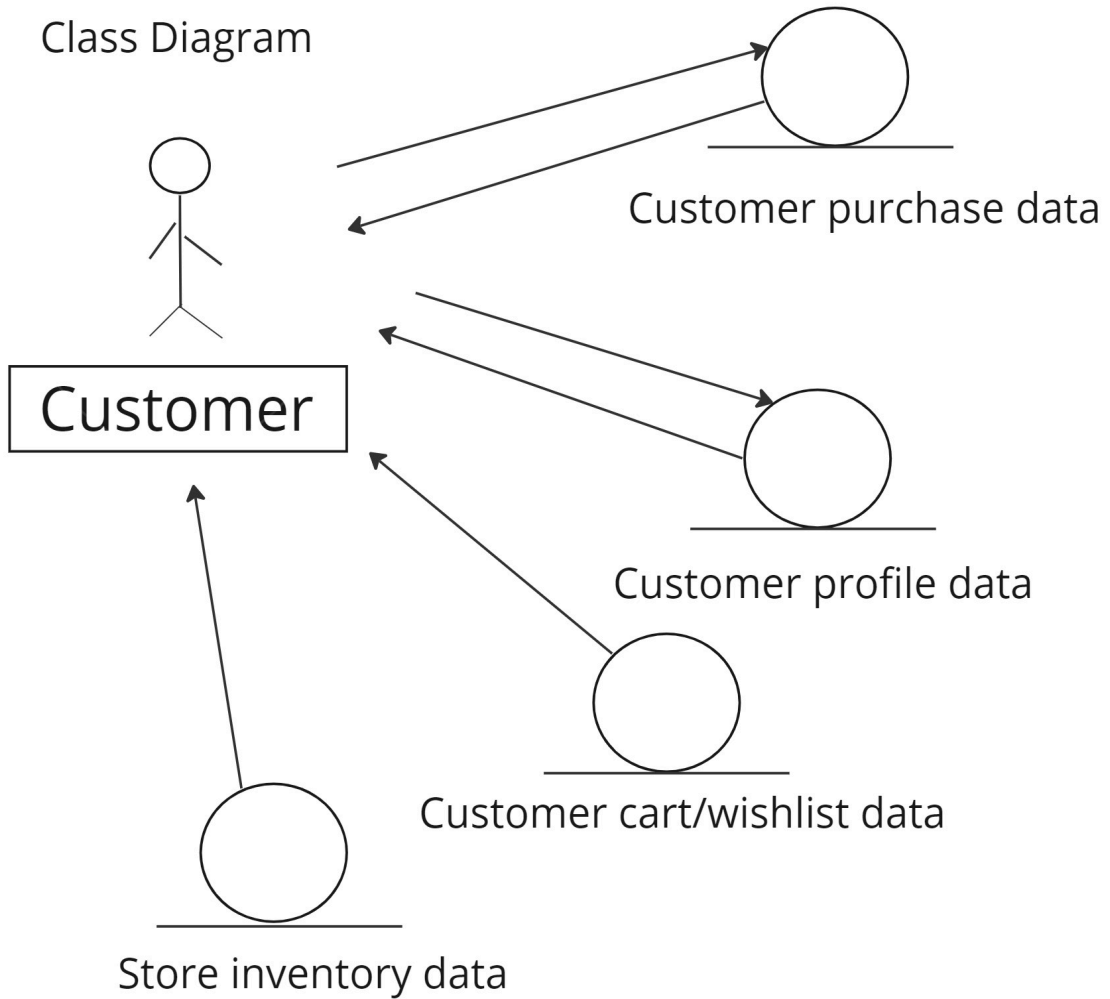 Class Diagram
Customer purchase data
Customer
Customer profile data
Customer cart/wishlist data
Store inventory data